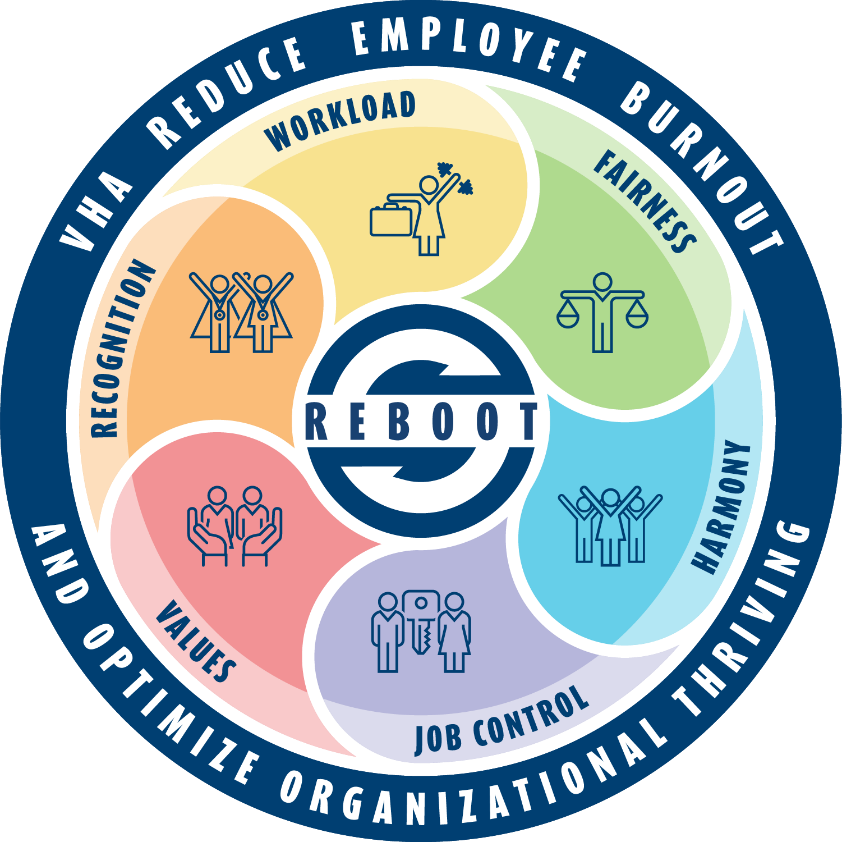 VHA REDUCE EMPLOYEE BURNOUT
AND OPTIMIZE ORGANIZATIONAL THRIVING
WORKLOAD
FAIRNESS
HARMONY
JOB CONTROL
VALUES
RECOGNITION
REBOOT